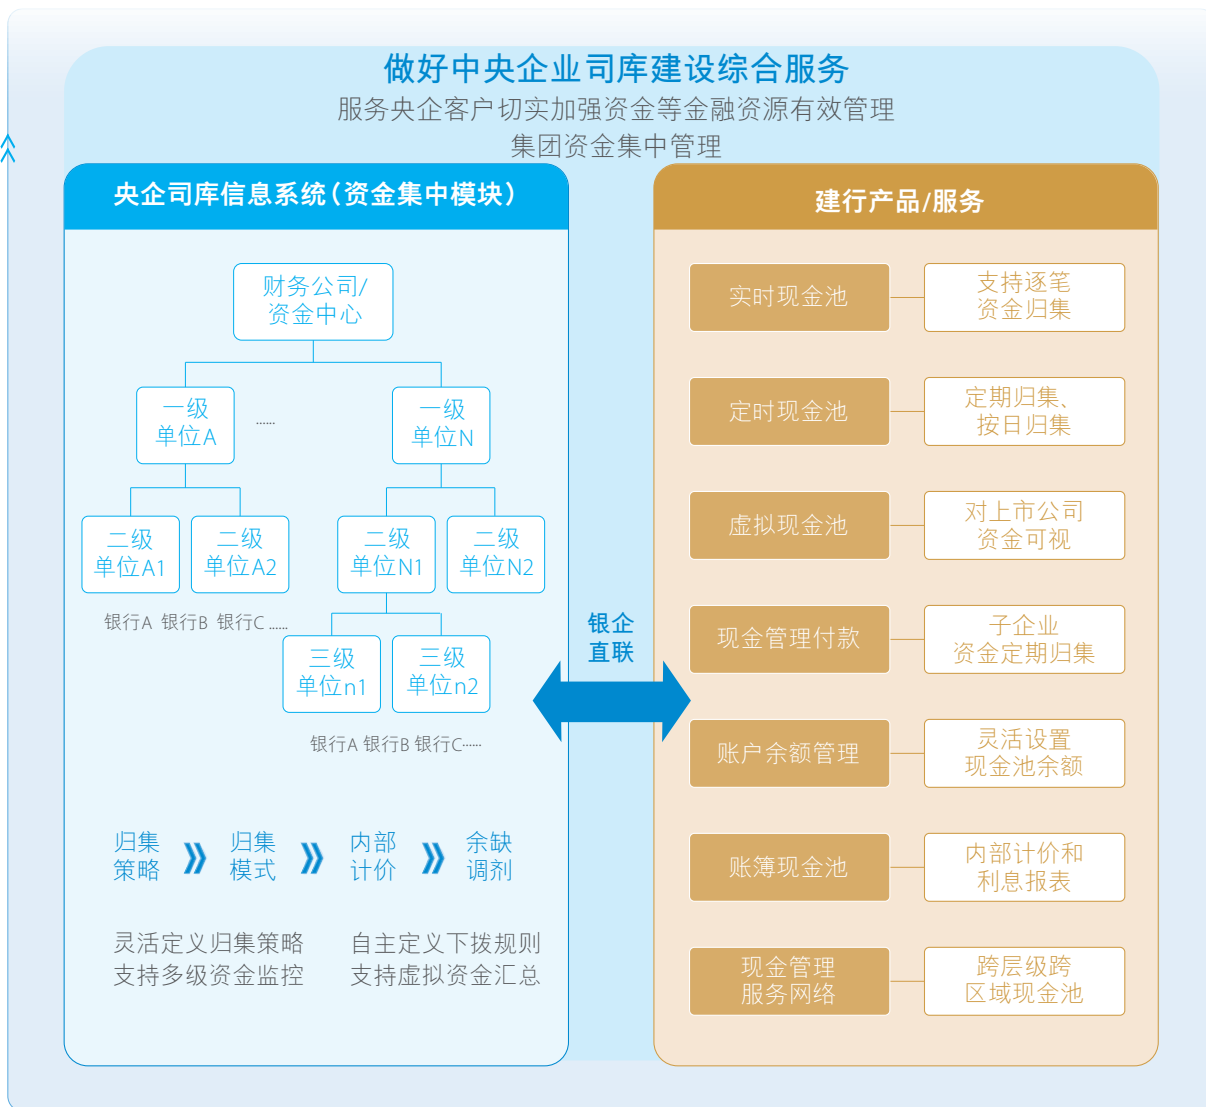 做好中央企业司库建设综合服务
服务央企客户切实加强资金等金融资源有效管理
集团资金集中管理
央企司库信息系统（资金集中模块）
财务公司/
资金中心
一级
单位A
......
一级
单位N
二级
单位A1
二级
单位A2
二级
单位N1
二级
单位N2
银行A 银行B 银行C ......
三级
单位n1
三级
单位n2
银行A 银行B 银行C······
归集
策略
归集
模式
内部
计价
余缺
调剂
灵活定义归集策略
支持多级资金监控
自主定义下拨规则
支持虚拟资金汇总
银企
直联
建行产品/服务
实时现金池
支持逐笔
资金归集
定时现金池
定期归集、
按日归集
虚拟现金池
对上市公司
资金可视
现金管理付款
子企业
资金定期归集
账户余额管理
灵活设置
现金池余额
账簿现金池
内部计价和
利息报表
现金管理
服务网络
跨层级跨
区域现金池